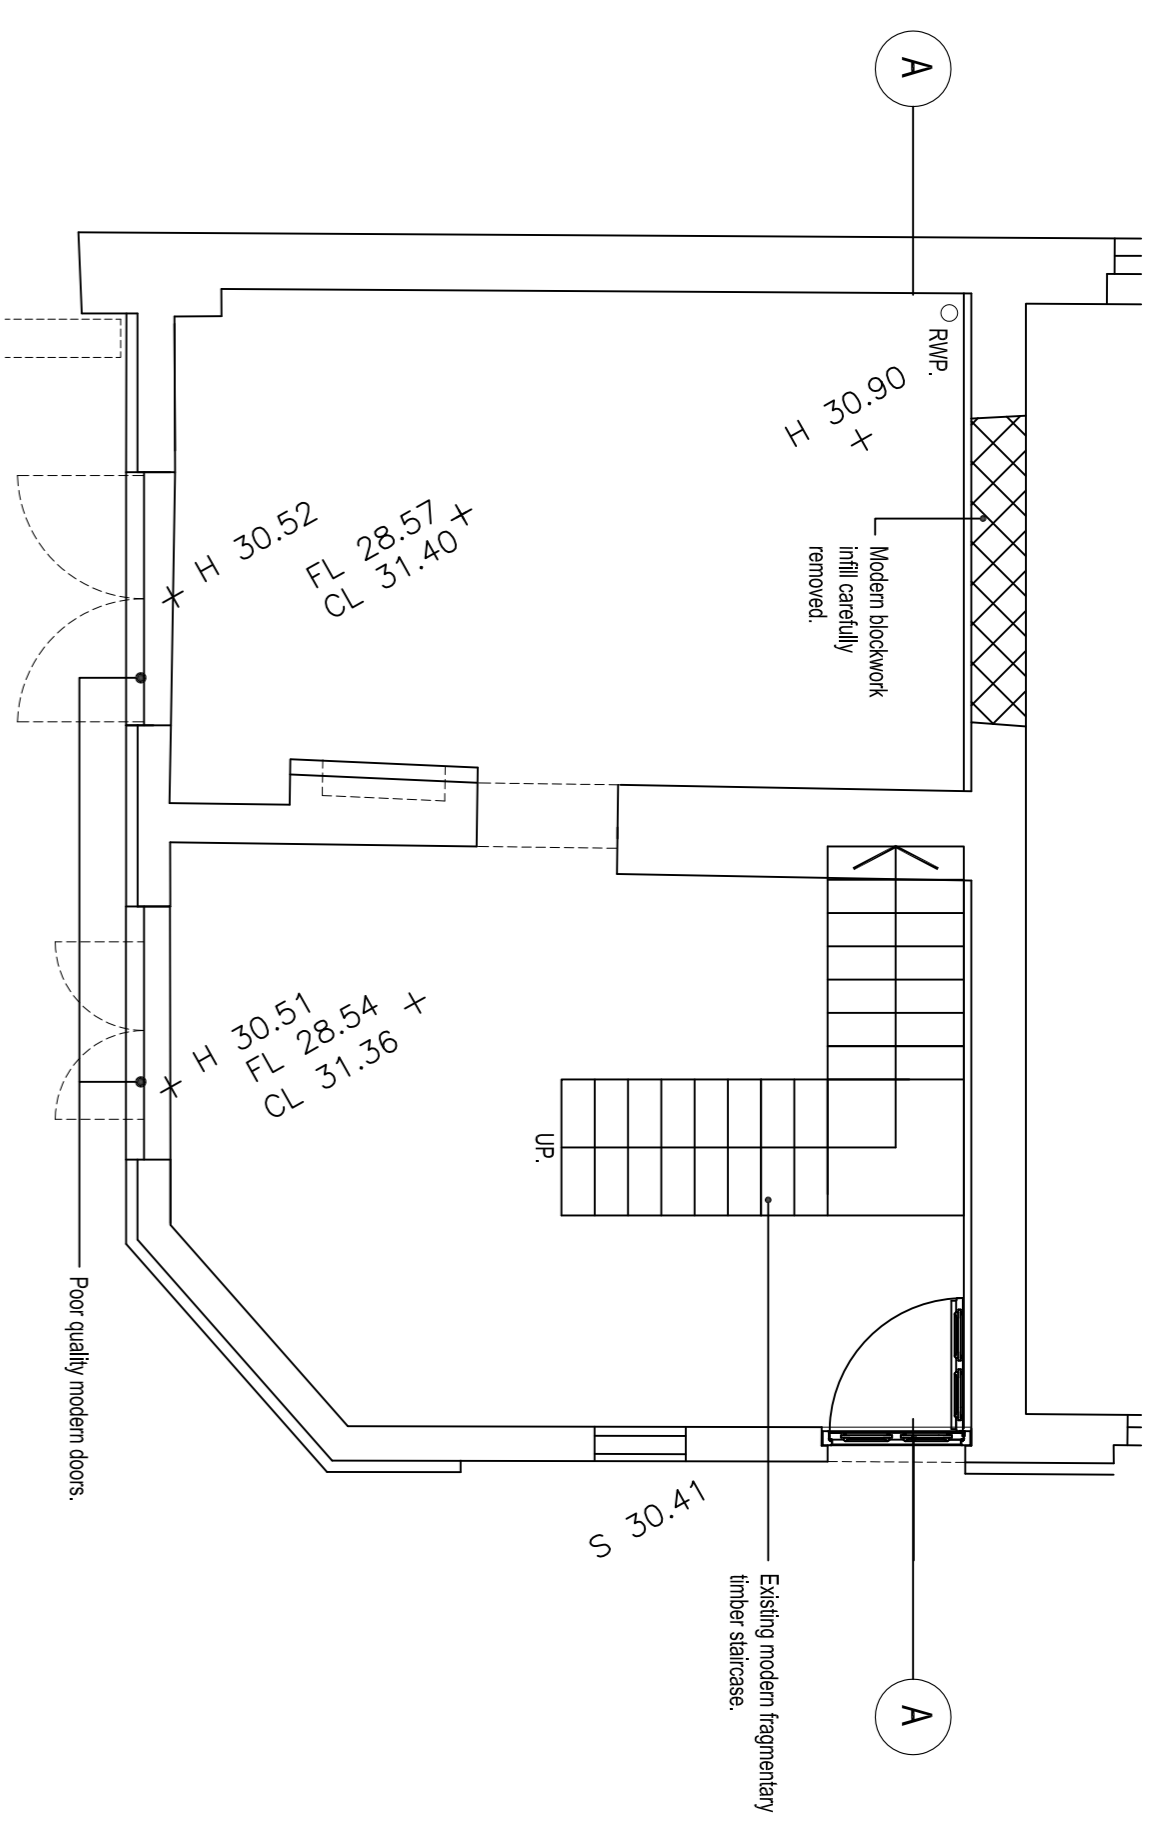 A
RWP.
H 30.90
Modern blockwork
infill carefully
removed.
H 30.52
FL 28.57
CL 31.40
H 30.51
FL 28.54
CL 31.36
UP.
Poor quality modern doors.
S 30.41
Existing modern fragmentary
timber staircase.
A